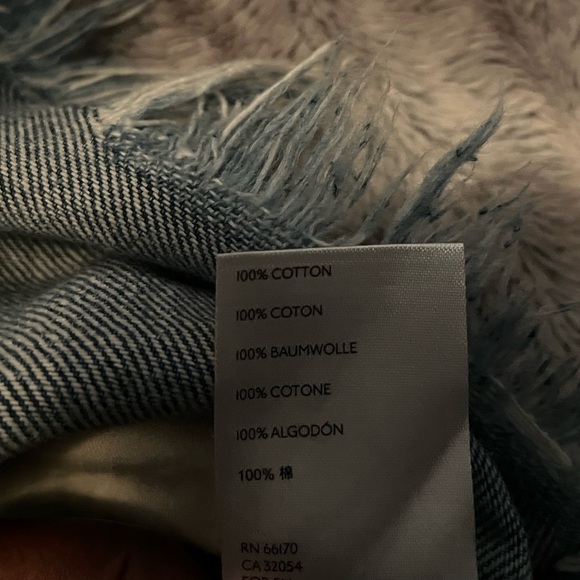 100% COTTON
100% COTON
100% BAUMWOLLE
100% COTONE
100% ALGODÓN
100% 棉
RN 66170
CA 32054